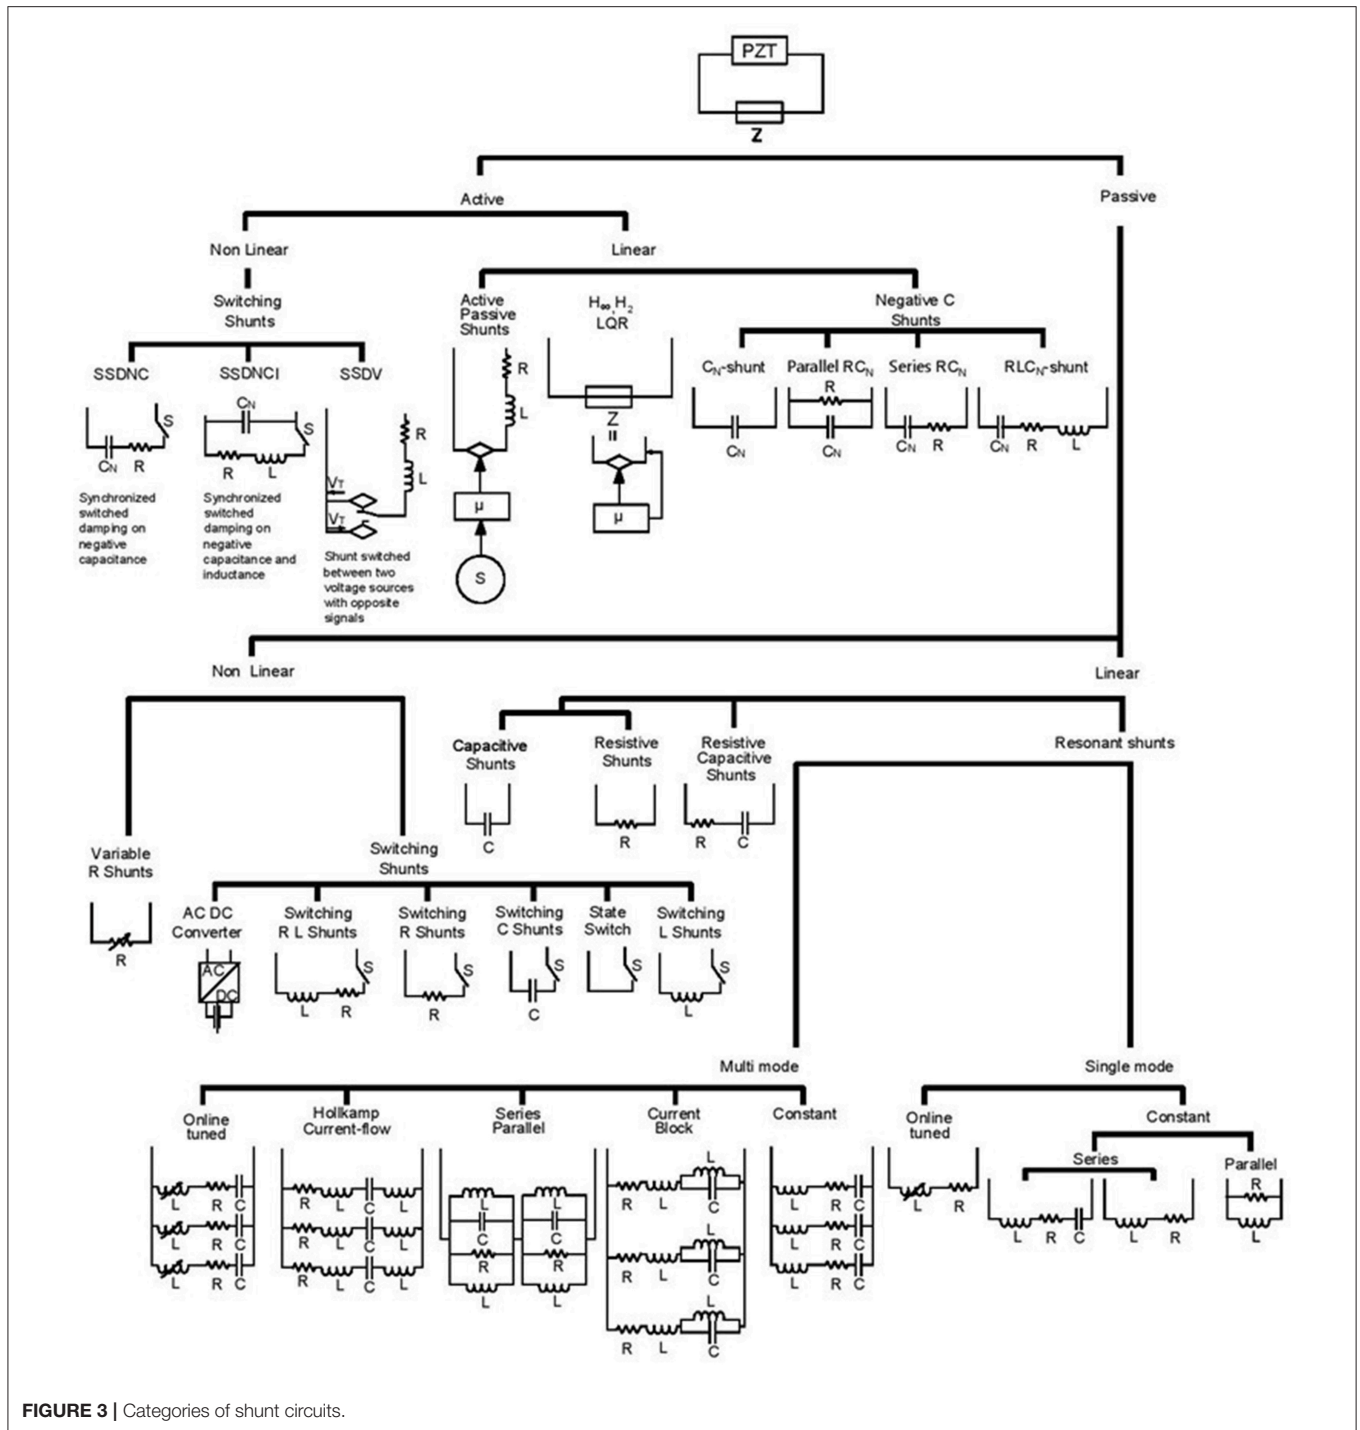 PZT
Z
Active
Passive
Non Linear
Linear
Switching
Shunts
Active
Passive
Shunts
H∞,H2
LQR
Negative C
Shunts
SSDNC
SSDNCI
SSDV
CN-shunt
Parallel RCN
Series RCN
RLCN-shunt
S
CN
R
CN
S
R
L
R
L
VT
VT
R
L
Z
=
μ
μ
S
CN
R
CN
CN
R
CN
R
L
Synchronized
switched
damping on
negative
capacitance
Synchronized
switched
damping on
negative
capacitance and
inductance
Shunt switched
between two
voltage sources
with opposite
signals
Non Linear
Linear
Capacitive
Shunts
Resistive
Shunts
Resistive
Capacitive
Shunts
Resonant shunts
C
R
R
C
Variable
R Shunts
Switching
Shunts
R
AC DC
Converter
Switching
R L Shunts
Switching
R Shunts
Switching
C Shunts
State
Switch
Switching
L Shunts
AC
DC
S
L
R
S
R
S
C
S
S
L
Multi mode
Single mode
Online
tuned
Hollkamp
Current-flow
Series
Parallel
Current
Block
Constant
Online
tuned
Constant
Series
Parallel
L R C
L R C
L R C
R L C L
R L C L
R L C L
L
C
R
L
L
C
R
L
L
R L C
L
R L C
L
R L C
L R C
L R C
L R C
L R
L R C
L R
R
L
FIGURE 3 | Categories of shunt circuits.